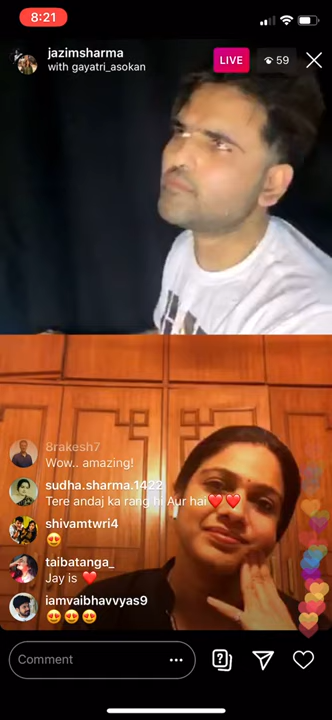 8:21
jazimsharma
with gayatri_asokan
LIVE
59
8rakesh7
Wow.. amazing!
sudha.sharma.1422
Tere andaj ka rang hi Aur hai❤️❤️
shivamtwri4
😍
taibatanga_
Jay is ❤️
iamvaibhavvyas9
😍😍😍
Comment